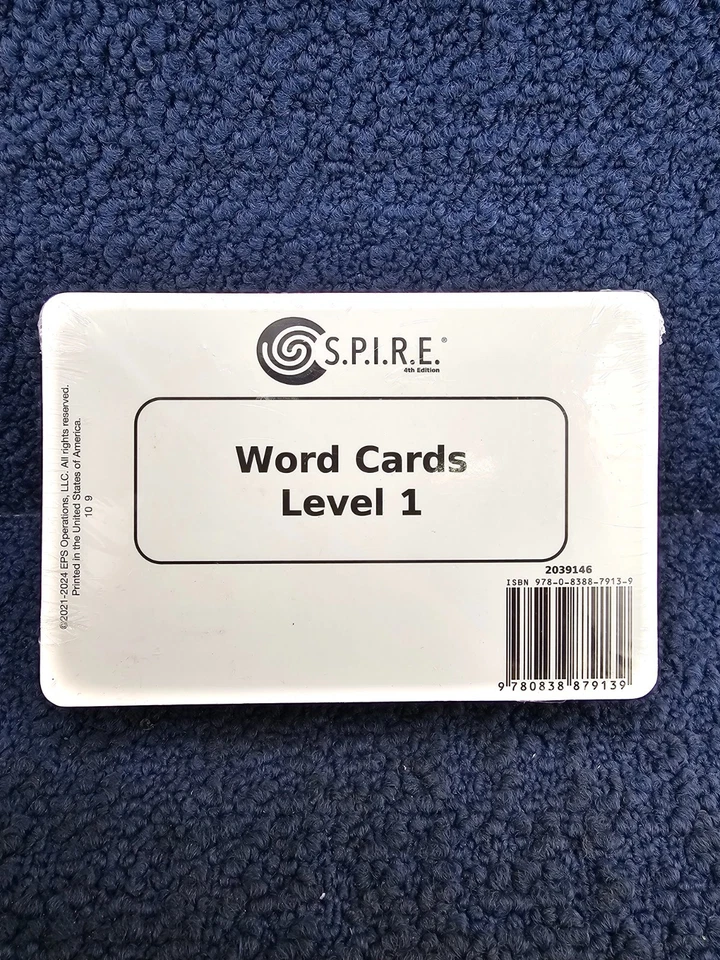 S.P.I.R.E.®
4th Edition
Word Cards
Level 1
©2021-2024 EPS Operations, LLC. All rights reserved.
Printed in the United States of America.
10 9
2039146
ISBN 978-0-8388-7913-9
9 780838 879139